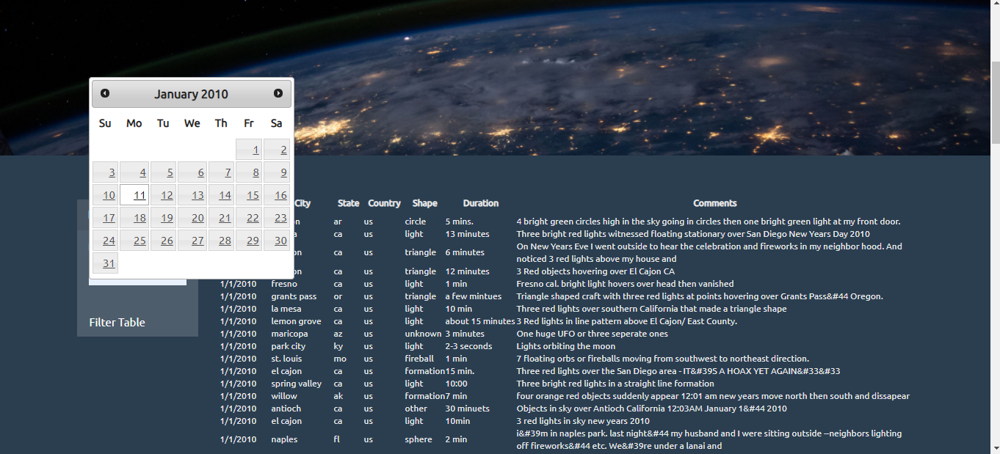 January 2010
Su Mo Tu We Th Fr Sa
1 2
3 4 5 6 7 8 9
10 11 12 13 14 15 16
17 18 19 20 21 22 23
24 25 26 27 28 29 30
31
Filter Table
City State Country Shape Duration Comments
ar us circle 5 mins. 4 bright green circles high in the sky going in circles then one bright green light at my front door.
ca us light 13 minutes Three bright red lights witnessed floating stationary over San Diego New Years Day 2010
ca us triangle 6 minutes On New Years Eve I went outside to hear the celebration and fireworks in my neighbor hood. And
noticed 3 red lights above my house and
ca us triangle 12 minutes 3 Red objects hovering over El Cajon CA
1/1/2010 fresno ca us light 1 min Fresno cal. bright light hovers over head then vanished
1/1/2010 grants pass or us triangle a few mintues Triangle shaped craft with three red lights at points hovering over Grants Pass&#44 Oregon.
1/1/2010 la mesa ca us light 10 min Three red lights over southern California that made a triangle shape
1/1/2010 lemon grove ca us light about 15 minutes 3 Red lights in line pattern above El Cajon/ East County.
1/1/2010 maricopa az us unknown 3 minutes One huge UFO or three seperate ones
1/1/2010 park city ky us light 2-3 seconds Lights orbiting the moon
1/1/2010 st. louis mo us fireball 1 min 7 floating orbs or fireballs moving from southwest to northeast direction.
1/1/2010 el cajon ca us formation 15 min. Three red lights over the San Diego area - IT&#39S A HOAX YET AGAIN&#33&#33
1/1/2010 spring valley ca us light 10:00 Three bright red lights in a straight line formation
1/1/2010 willow ak us formation 7 min four orange red objects suddenly appear 12:01 am new years move north then south and dissapear
1/1/2010 antioch ca us other 30 minuets Objects in sky over Antioch California 12:03AM January 1&#44 2010
1/1/2010 el cajon ca us light 10min 3 red lights in sky new years 2010
1/1/2010 naples fl us sphere 2 min i&#39m in naples park. last night&#44 my husband and I were sitting outside --neighbors lighting
off fireworks&#44 etc. We&#39re under a lanai and